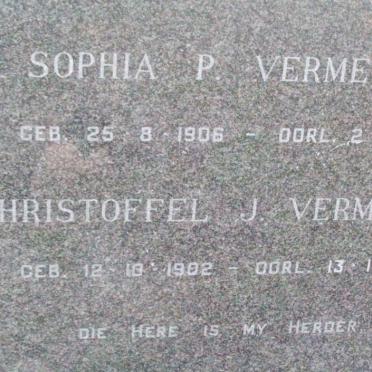 SOPHIA P. VERME
GEB. 25·8·1906 – OORL. 2
HRISTOFFEL J. VERM
GEB. 12·10·1902 – OORL. 13·1
DIE HERE IS MY HERDER